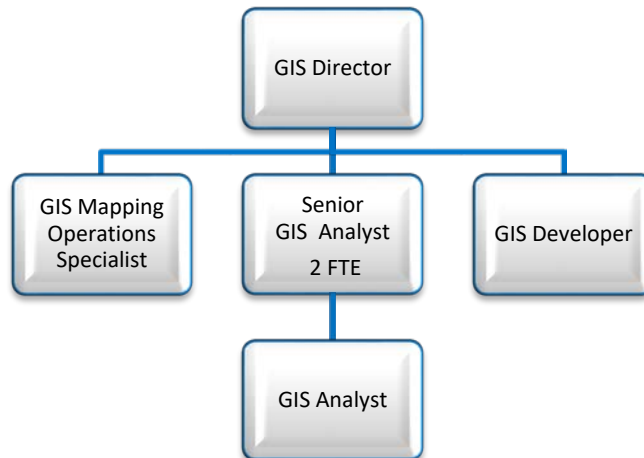 GIS Director
GIS Mapping
Operations
Specialist
Senior
GIS Analyst
2 FTE
GIS Developer
GIS Analyst